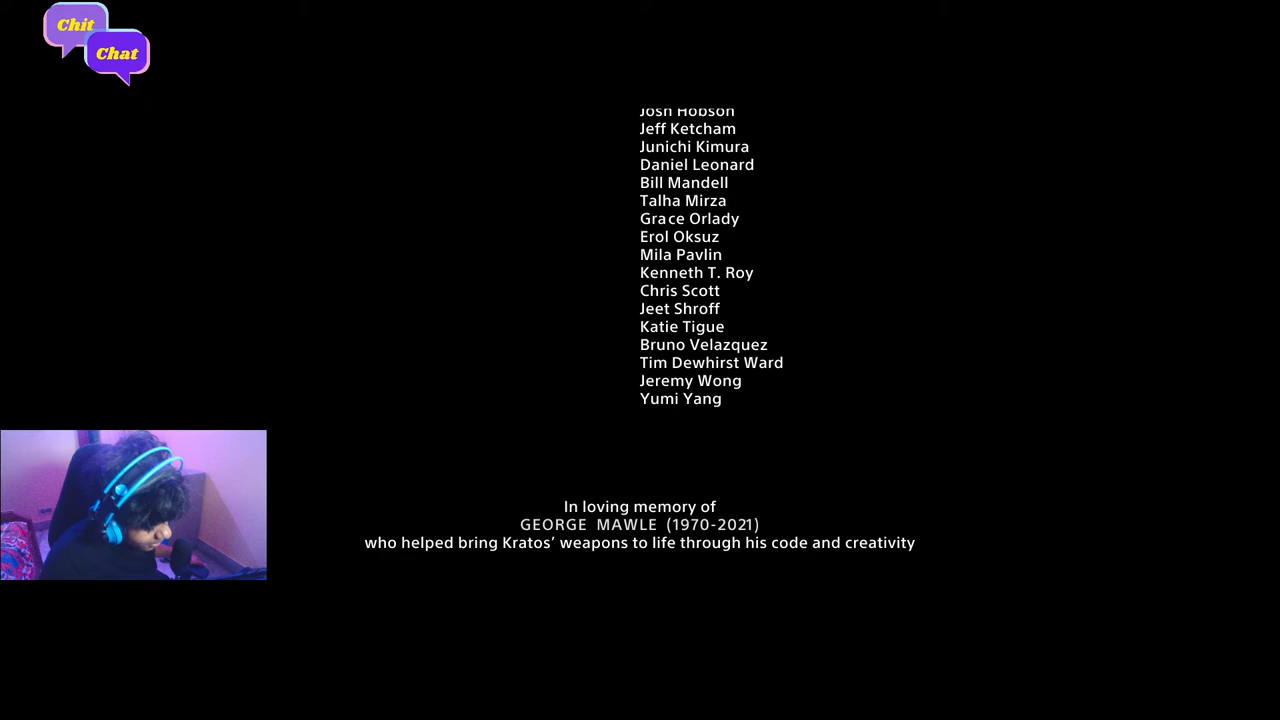 Chit
Chat
Josh Hobson
Jeff Ketcham
Junichi Kimura
Daniel Leonard
Bill Mandell
Talha Mirza
Grace Orlady
Erol Oksuz
Mila Pavlin
Kenneth T. Roy
Chris Scott
Jeet Shroff
Katie Tigue
Bruno Velazquez
Tim Dewhirst Ward
Jeremy Wong
Yumi Yang
In loving memory of
GEORGE MAWLE (1970-2021)
who helped bring Kratos’ weapons to life through his code and creativity